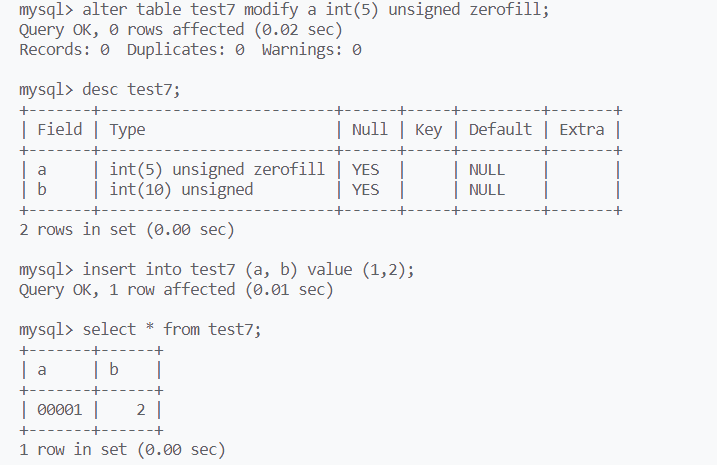 mysql> alter table test7 modify a int(5) unsigned zerofill;
Query OK, 0 rows affected (0.02 sec)
Records: 0  Duplicates: 0  Warnings: 0

mysql> desc test7;
+-------+--------------------------+------+-----+---------+-------+
| Field | Type                     | Null | Key | Default | Extra |
+-------+--------------------------+------+-----+---------+-------+
| a     | int(5) unsigned zerofill | YES  |     | NULL    |       |
| b     | int(10) unsigned         | YES  |     | NULL    |       |
+-------+--------------------------+------+-----+---------+-------+
2 rows in set (0.00 sec)

mysql> insert into test7 (a, b) value (1,2);
Query OK, 1 row affected (0.01 sec)

mysql> select * from test7;
+-------+------+
| a     | b    |
+-------+------+
| 00001 |    2 |
+-------+------+
1 row in set (0.00 sec)